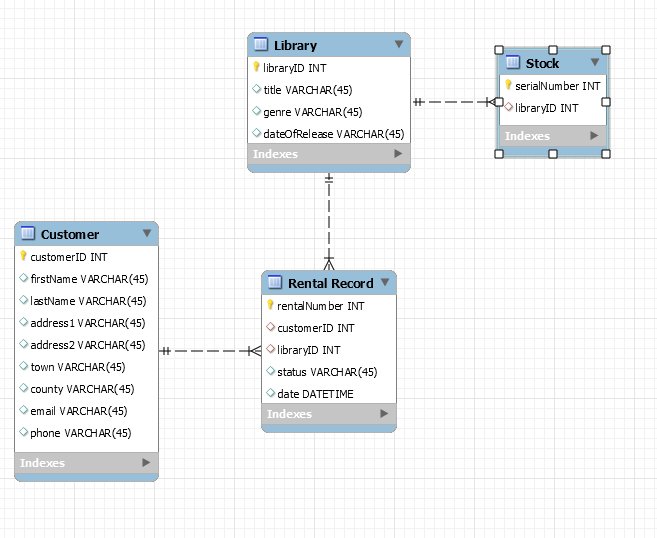 Library
libraryID INT
title VARCHAR(45)
genre VARCHAR(45)
dateOfRelease VARCHAR(45)
Indexes
Stock
serialNumber INT
libraryID INT
Indexes
Customer
customerID INT
firstName VARCHAR(45)
lastName VARCHAR(45)
address1 VARCHAR(45)
address2 VARCHAR(45)
town VARCHAR(45)
county VARCHAR(45)
email VARCHAR(45)
phone VARCHAR(45)
Indexes
Rental Record
rentalNumber INT
customerID INT
libraryID INT
status VARCHAR(45)
date DATETIME
Indexes